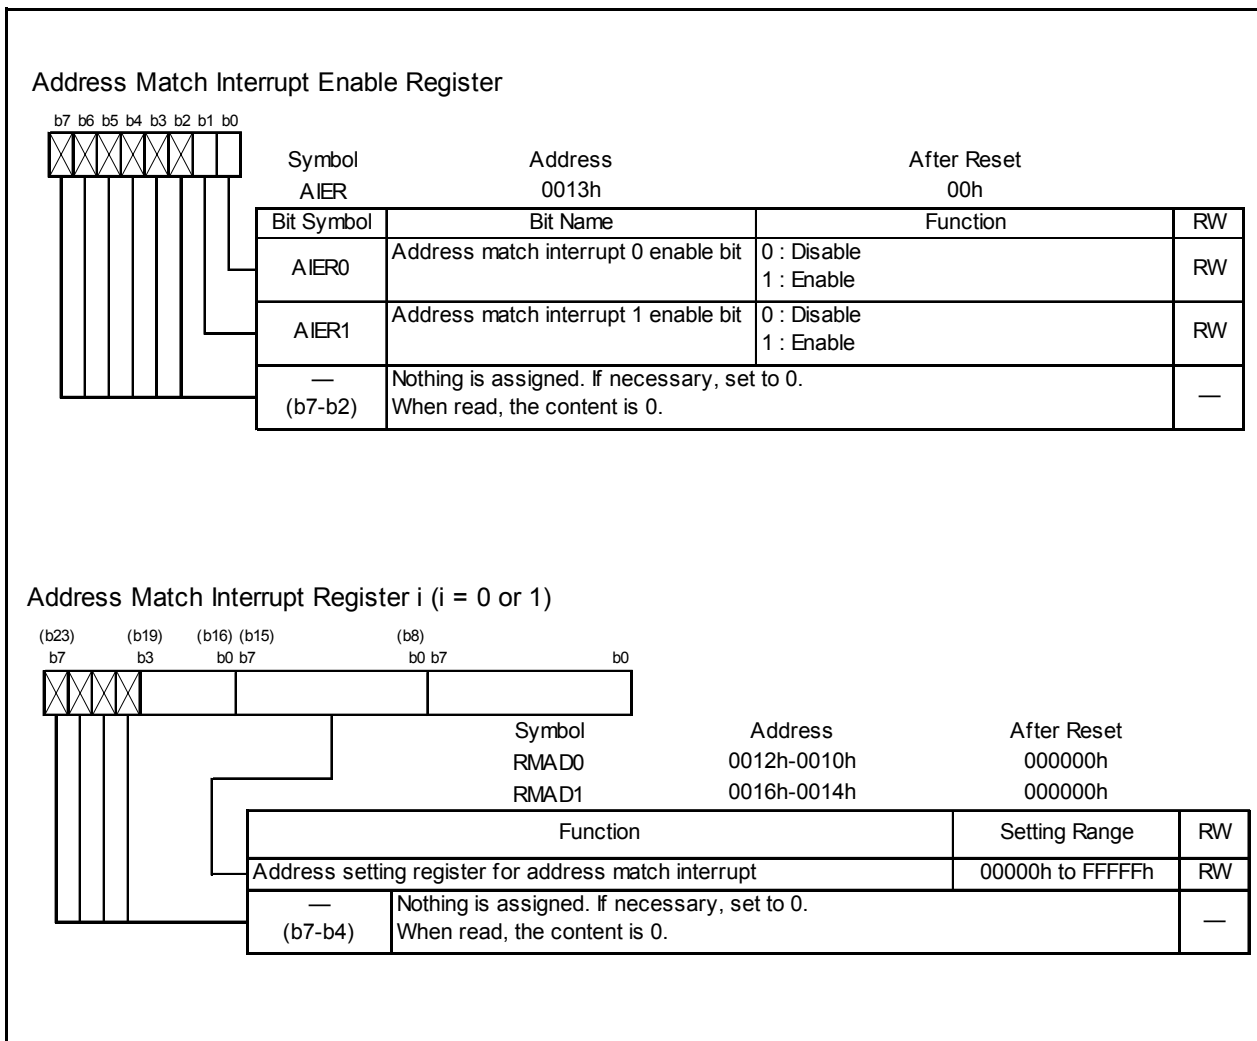 Address Match Interrupt Enable Register
b7 b6 b5 b4 b3 b2 b1 b0
Symbol Address After Reset
AIER 0013h 00h
Bit Symbol Bit Name Function RW
AIER0 Address match interrupt 0 enable bit 0 : Disable RW
1 : Enable
AIER1 Address match interrupt 1 enable bit 0 : Disable RW
1 : Enable
— Nothing is assigned. If necessary, set to 0. —
(b7-b2) When read, the content is 0.
Address Match Interrupt Register i (i = 0 or 1)
(b23) (b19) (b16) (b15) (b8)
b7 b3 b0 b7 b0 b7 b0
Symbol Address After Reset
RMAD0 0012h-0010h 000000h
RMAD1 0016h-0014h 000000h
Function Setting Range RW
Address setting register for address match interrupt 00000h to FFFFFh RW
— Nothing is assigned. If necessary, set to 0. —
(b7-b4) When read, the content is 0.